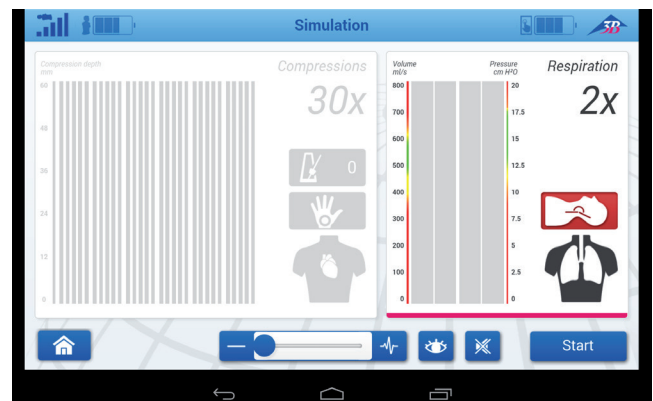 Simulation
3B
Compression depth
mm
Compressions
30x
60
48
36
24
12
0
0
Volume
ml/s
Pressure
cm H²O
Respiration
2x
800
700
600
500
400
300
200
100
0
20
17.5
15
12.5
10
7.5
5
2.5
0
Start